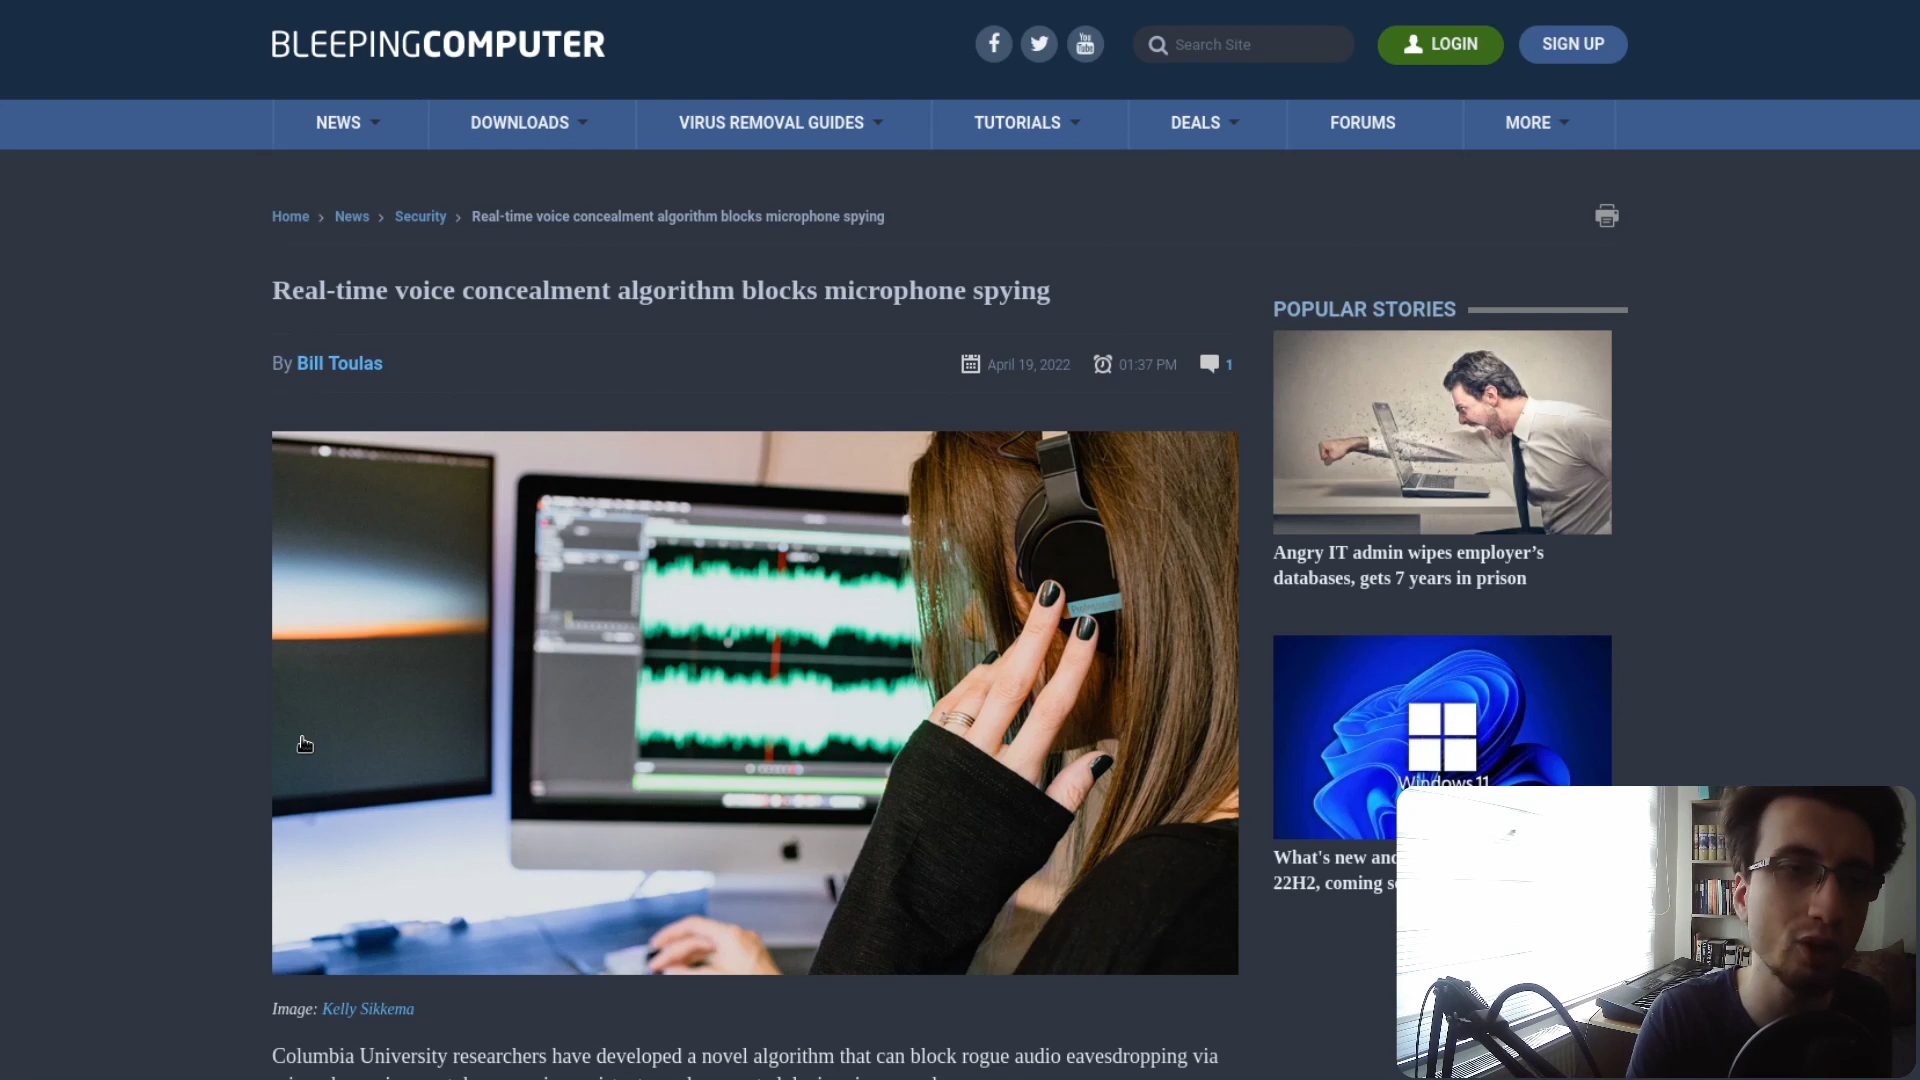 BLEEPINGCOMPUTER
Search Site
LOGIN
SIGN UP
NEWS
DOWNLOADS
VIRUS REMOVAL GUIDES
TUTORIALS
DEALS
FORUMS
MORE
Home > News > Security > Real-time voice concealment algorithm blocks microphone spying
Real-time voice concealment algorithm blocks microphone spying
By Bill Toulas
April 19, 2022
01:37 PM
1
Image: Kelly Sikkema
Columbia University researchers have developed a novel algorithm that can block rogue audio eavesdropping via
POPULAR STORIES
Angry IT admin wipes employer’s
databases, gets 7 years in prison
Windows 11
What's new and
22H2, coming